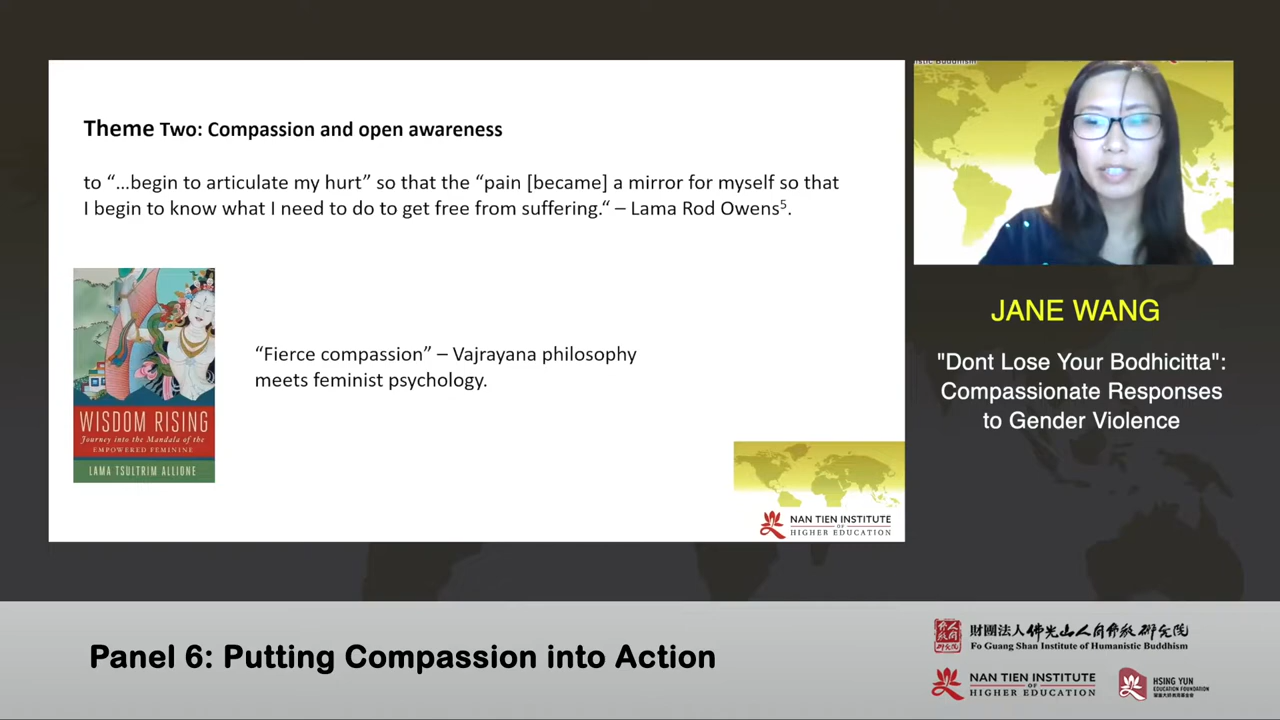 Theme Two: Compassion and open awareness
to “...begin to articulate my hurt” so that the “pain [became] a mirror for myself so that
I begin to know what I need to do to get free from suffering.“ – Lama Rod Owens5.
WISDOM RISING
Journey into the Mandala of the
EMPOWERED FEMININE
LAMA TSULTRIM ALLIONE
“Fierce compassion” – Vajrayana philosophy
meets feminist psychology.
NAN TIEN INSTITUTE
OF
HIGHER EDUCATION
JANE WANG
"Dont Lose Your Bodhicitta":
Compassionate Responses
to Gender Violence
Panel 6: Putting Compassion into Action
財團法人佛光山人間佛教研究院
Fo Guang Shan Institute of Humanistic Buddhism
NAN TIEN INSTITUTE
OF
HIGHER EDUCATION
HSING YUN
EDUCATION FOUNDATION